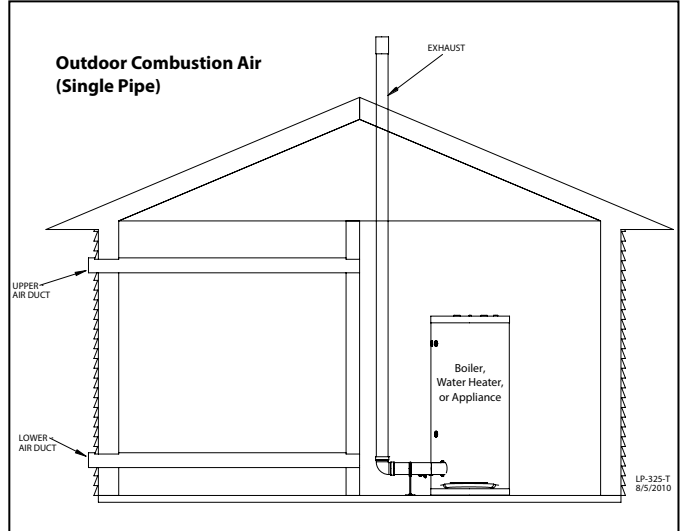 Outdoor Combustion Air
(Single Pipe)
EXHAUST
UPPER
AIR DUCT
Boiler,
Water Heater,
or Appliance
LOWER
AIR DUCT
LP-325-T
8/5/2010